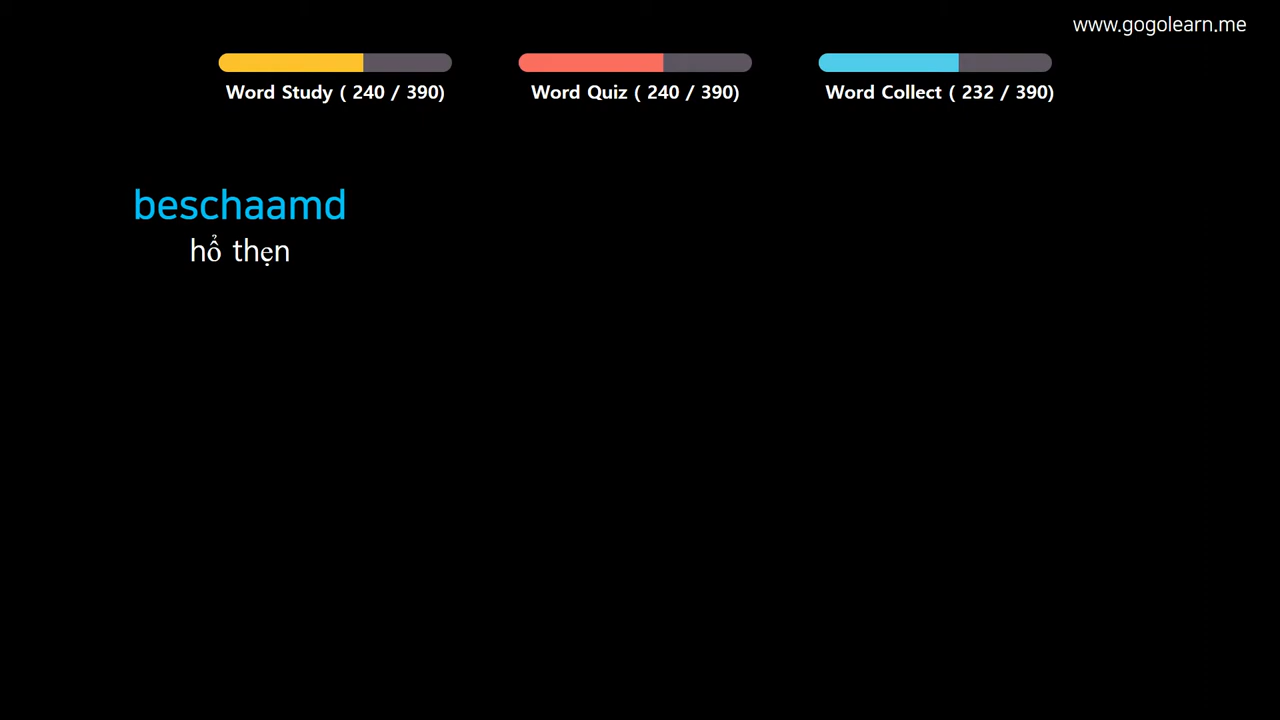 www.gogolearn.me
Word Study ( 240 / 390)
Word Quiz ( 240 / 390)
Word Collect ( 232 / 390)
beschaamd
hổ thẹn